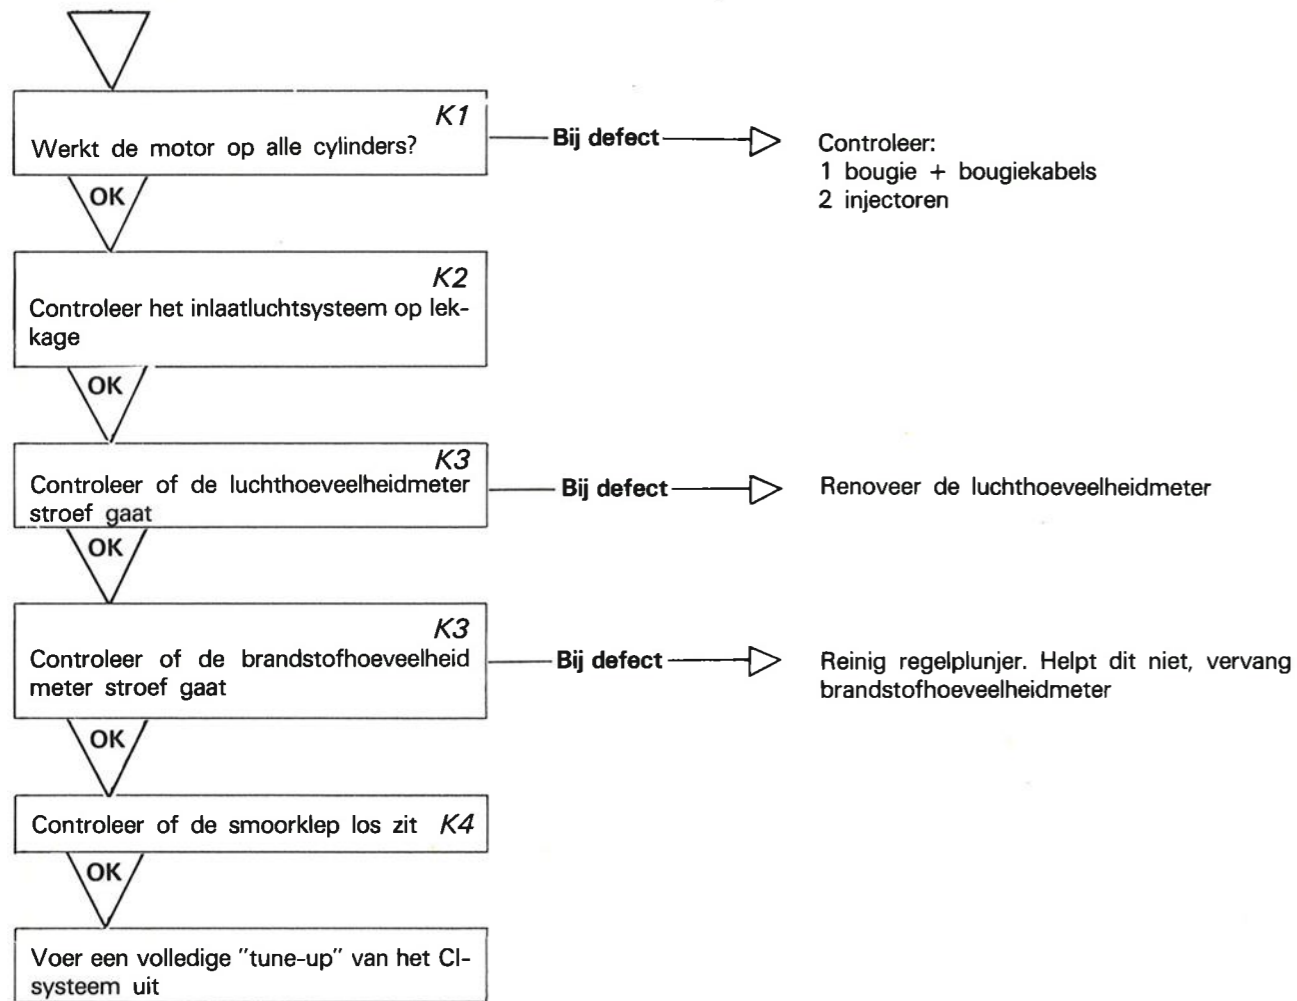 K1
Werkt de motor op alle cylinders?
Bij defect
Controleer:
1 bougie + bougiekabels
2 injectoren
OK
K2
Controleer het inlaatluchtsysteem op lek-
kage
OK
K3
Controleer of de luchthoeveelheidmeter
stroef gaat
Bij defect
Renoveer de luchthoeveelheidmeter
OK
K3
Controleer of de brandstofhoeveelheid
meter stroef gaat
Bij defect
Reinig regelplunjer. Helpt dit niet, vervang
brandstofhoeveelheidmeter
OK
Controleer of de smoorklep los zit K4
OK
Voer een volledige "tune-up" van het CI-
systeem uit